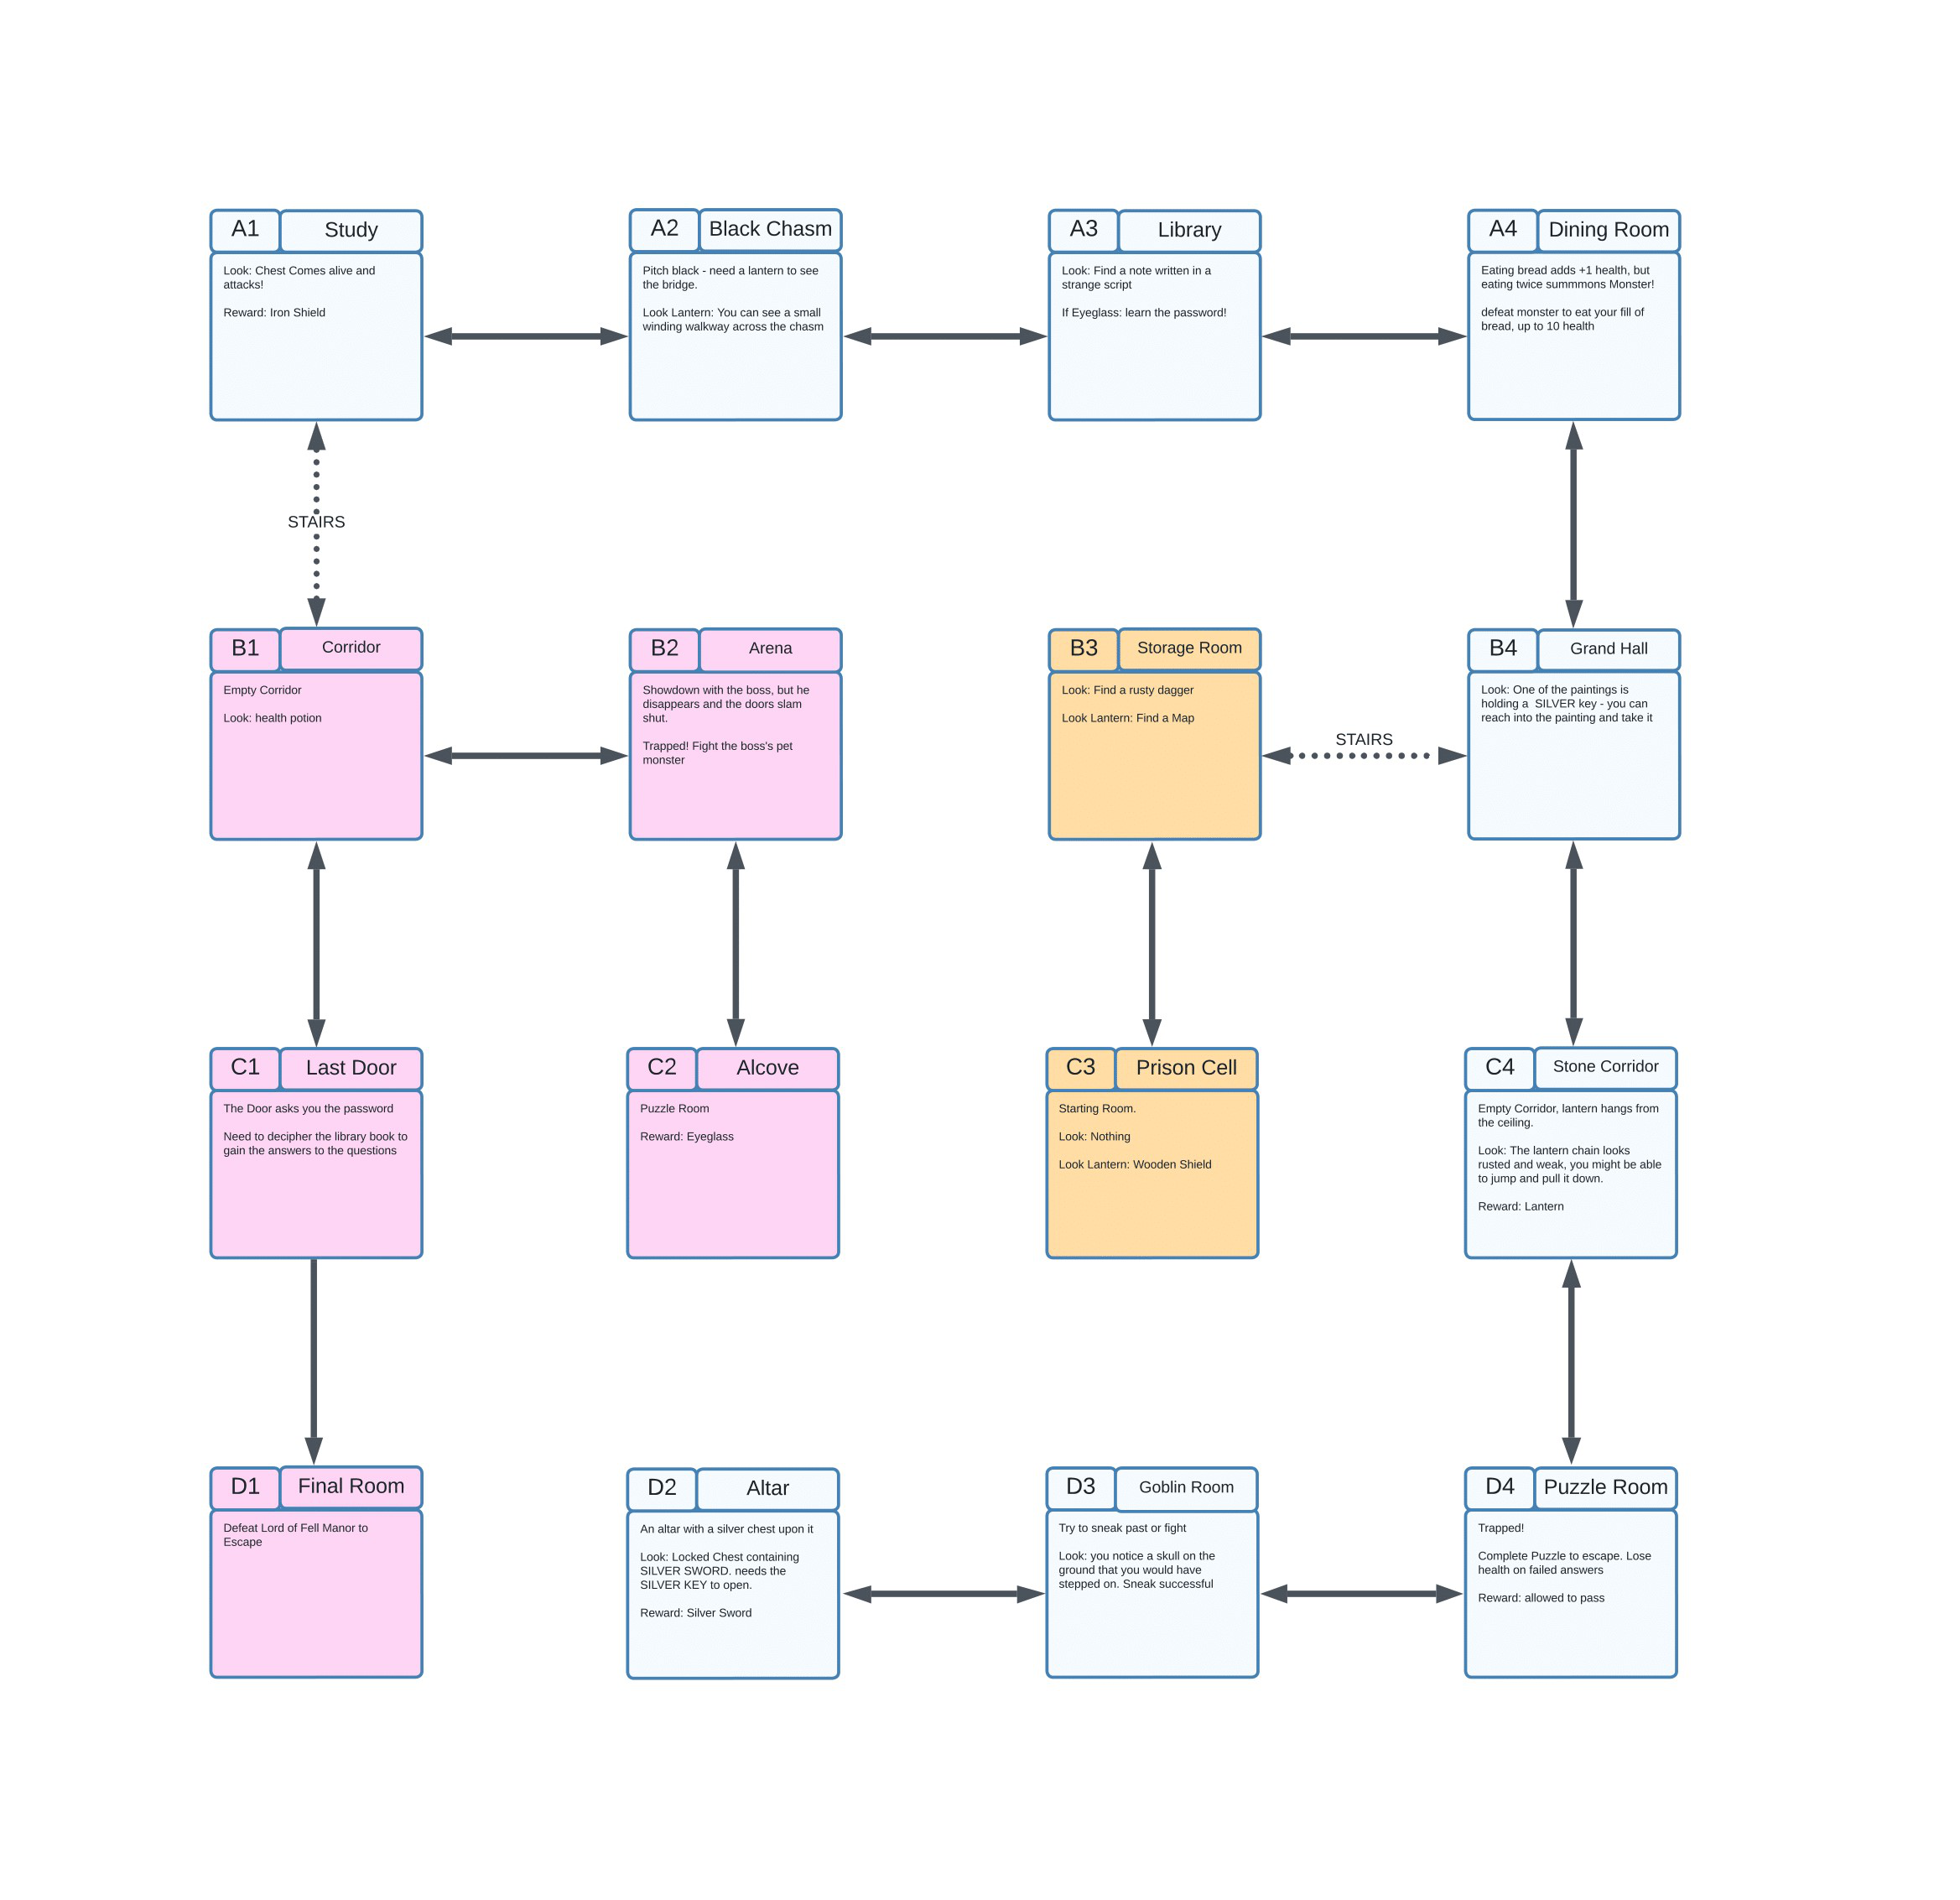 A1
Study
Look: Chest Comes alive and
attacks!
Reward: Iron Shield
A2
Black Chasm
Pitch black - need a lantern to see
the bridge.
Look Lantern: You can see a small
winding walkway across the chasm
A3
Library
Look: Find a note written in a
strange script
If Eyeglass: learn the password!
A4
Dining Room
Eating bread adds +1 health, but
eating twice summmons Monster!
defeat monster to eat your fill of
bread, up to 10 health
STAIRS
B1
Corridor
Empty Corridor
Look: health potion
B2
Arena
Showdown with the boss, but he
disappears and the doors slam
shut.
Trapped! Fight the boss's pet
monster
B3
Storage Room
Look: Find a rusty dagger
Look Lantern: Find a Map
STAIRS
B4
Grand Hall
Look: One of the paintings is
holding a  SILVER key - you can
reach into the painting and take it
C1
Last Door
The Door asks you the password
Need to decipher the library book to
gain the answers to the questions
C2
Alcove
Puzzle Room
Reward: Eyeglass
C3
Prison Cell
Starting Room.
Look: Nothing
Look Lantern: Wooden Shield
C4
Stone Corridor
Empty Corridor, lantern hangs from
the ceiling.
Look: The lantern chain looks
rusted and weak, you might be able
to jump and pull it down.
Reward: Lantern
D1
Final Room
Defeat Lord of Fell Manor to
Escape
D2
Altar
An altar with a silver chest upon it
Look: Locked Chest containing
SILVER SWORD. needs the
SILVER KEY to open.
Reward: Silver Sword
D3
Goblin Room
Try to sneak past or fight
Look: you notice a skull on the
ground that you would have
stepped on. Sneak successful
D4
Puzzle Room
Trapped!
Complete Puzzle to escape. Lose
health on failed answers
Reward: allowed to pass